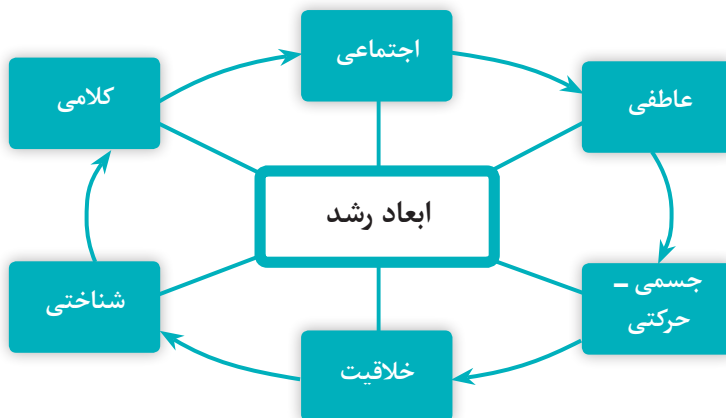 اجتماعی
عاطفی
کلامی
ابعاد رشد
جسمی ـ
حرکتی
شناختی
خلاقیت